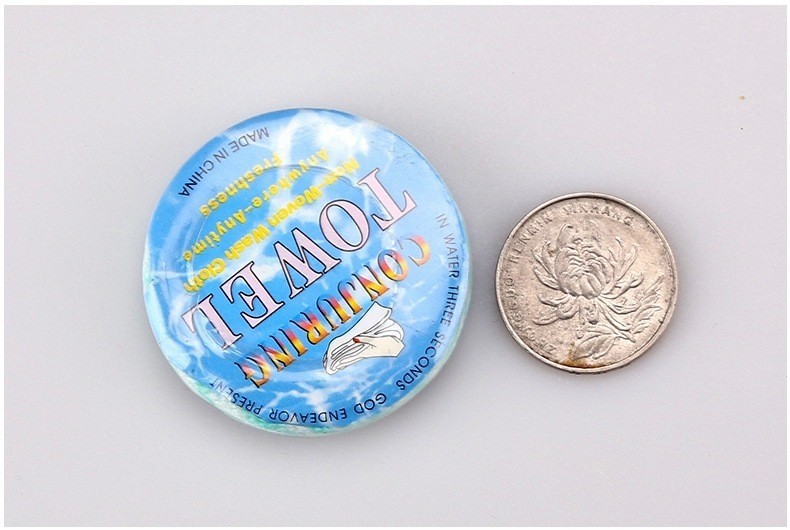 IN WATER THREE SECONDS GOD ENDEAVOR PRESENT
CONJURING
TOWEL
Non-Woven Wash Cloth
Anywhere-Anytime
Freshness
MADE IN CHINA
RENMIN YINHANG